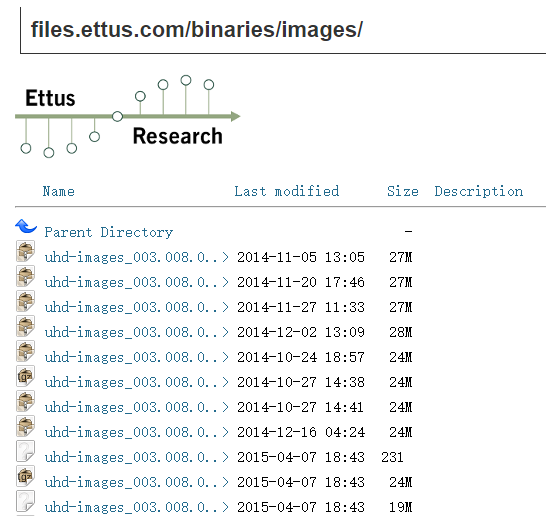 files.ettus.com/binaries/images/
Ettus
Research
Name Last modified Size Description
Parent Directory -
uhd-images_003.008.0..> 2014-11-05 13:05 27M
uhd-images_003.008.0..> 2014-11-20 17:46 27M
uhd-images_003.008.0..> 2014-11-27 11:33 27M
uhd-images_003.008.0..> 2014-12-02 13:09 28M
uhd-images_003.008.0..> 2014-10-24 18:57 24M
uhd-images_003.008.0..> 2014-10-27 14:38 24M
uhd-images_003.008.0..> 2014-10-27 14:41 24M
uhd-images_003.008.0..> 2014-12-16 04:24 24M
uhd-images_003.008.0..> 2015-04-07 18:43 231
uhd-images_003.008.0..> 2015-04-07 18:43 24M
uhd-images_003.008.0..> 2015-04-07 18:43 19M